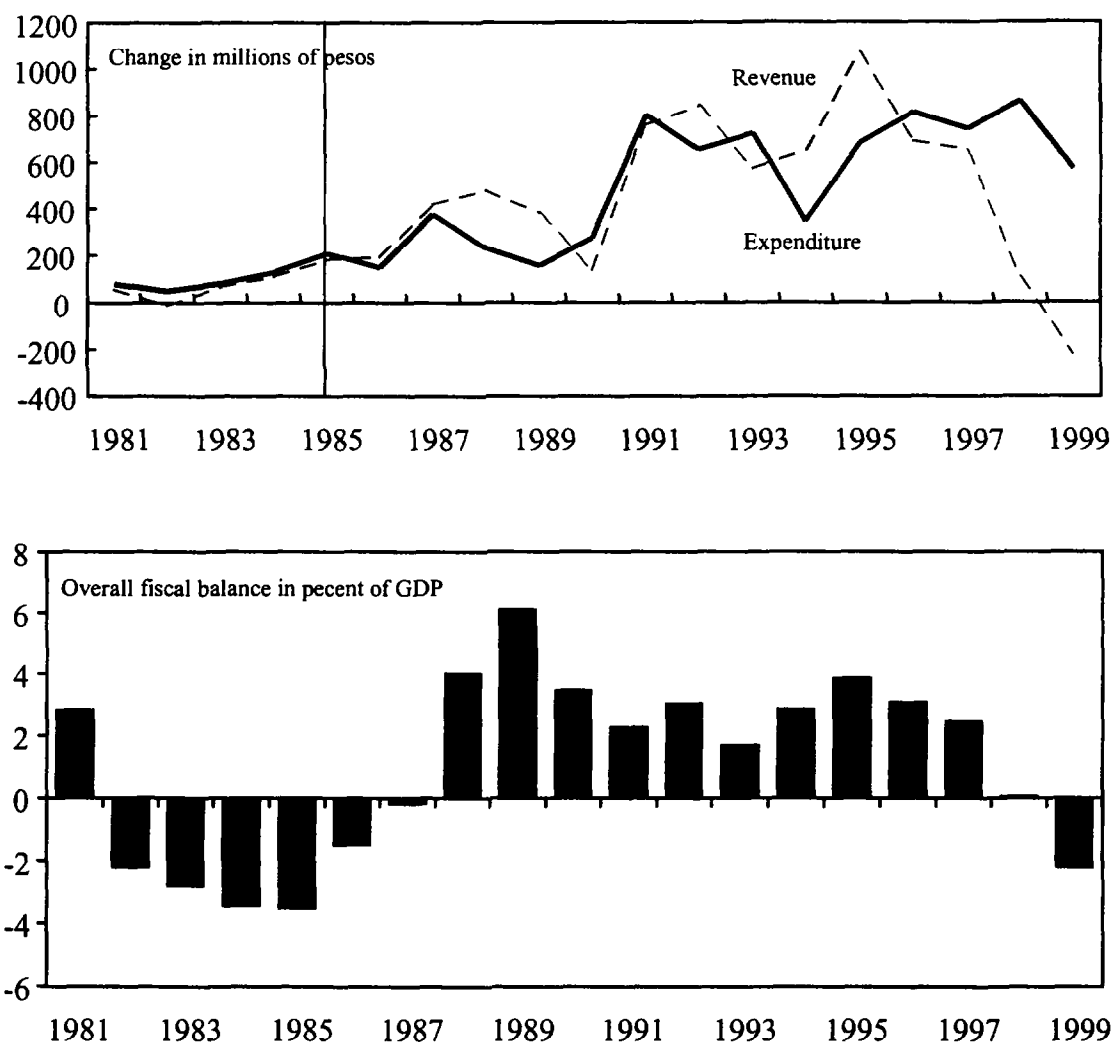 1200
Change in millions of pesos
1000
Revenue
800
600
400
Expenditure
200
0
-200
-400
1981 1983 1985 1987 1989 1991 1993 1995 1997 1999
8
Overall fiscal balance in pecent of GDP
6
4
2
0
-2
-4
-6
1981 1983 1985 1987 1989 1991 1993 1995 1997 1999